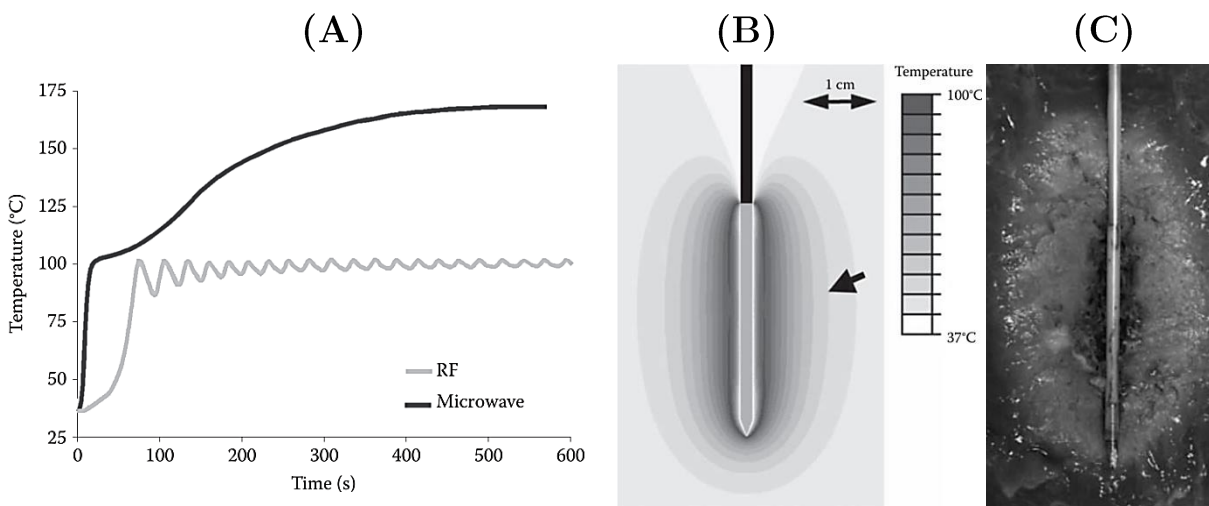 (A)
(B)
(C)
175
150
125
100
75
50
25
Temperature (°C)
RF
Microwave
0
100
200
300
400
500
600
Time (s)
1 cm
Temperature
100°C
37°C